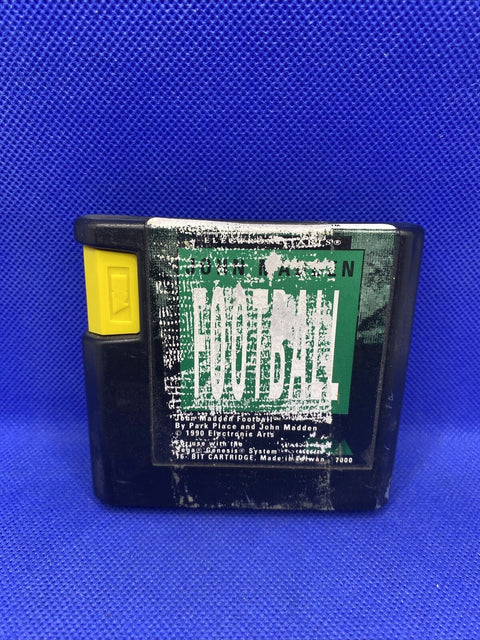 ELECTRONIC ARTS®
JOHN MADDEN
FOOTBALL
John Madden Football
By Park Place and John Madden
© 1990 Electronic Arts
For use with the
Sega® Genesis® System
16-BIT CARTRIDGE. Made in Taiwan 7000